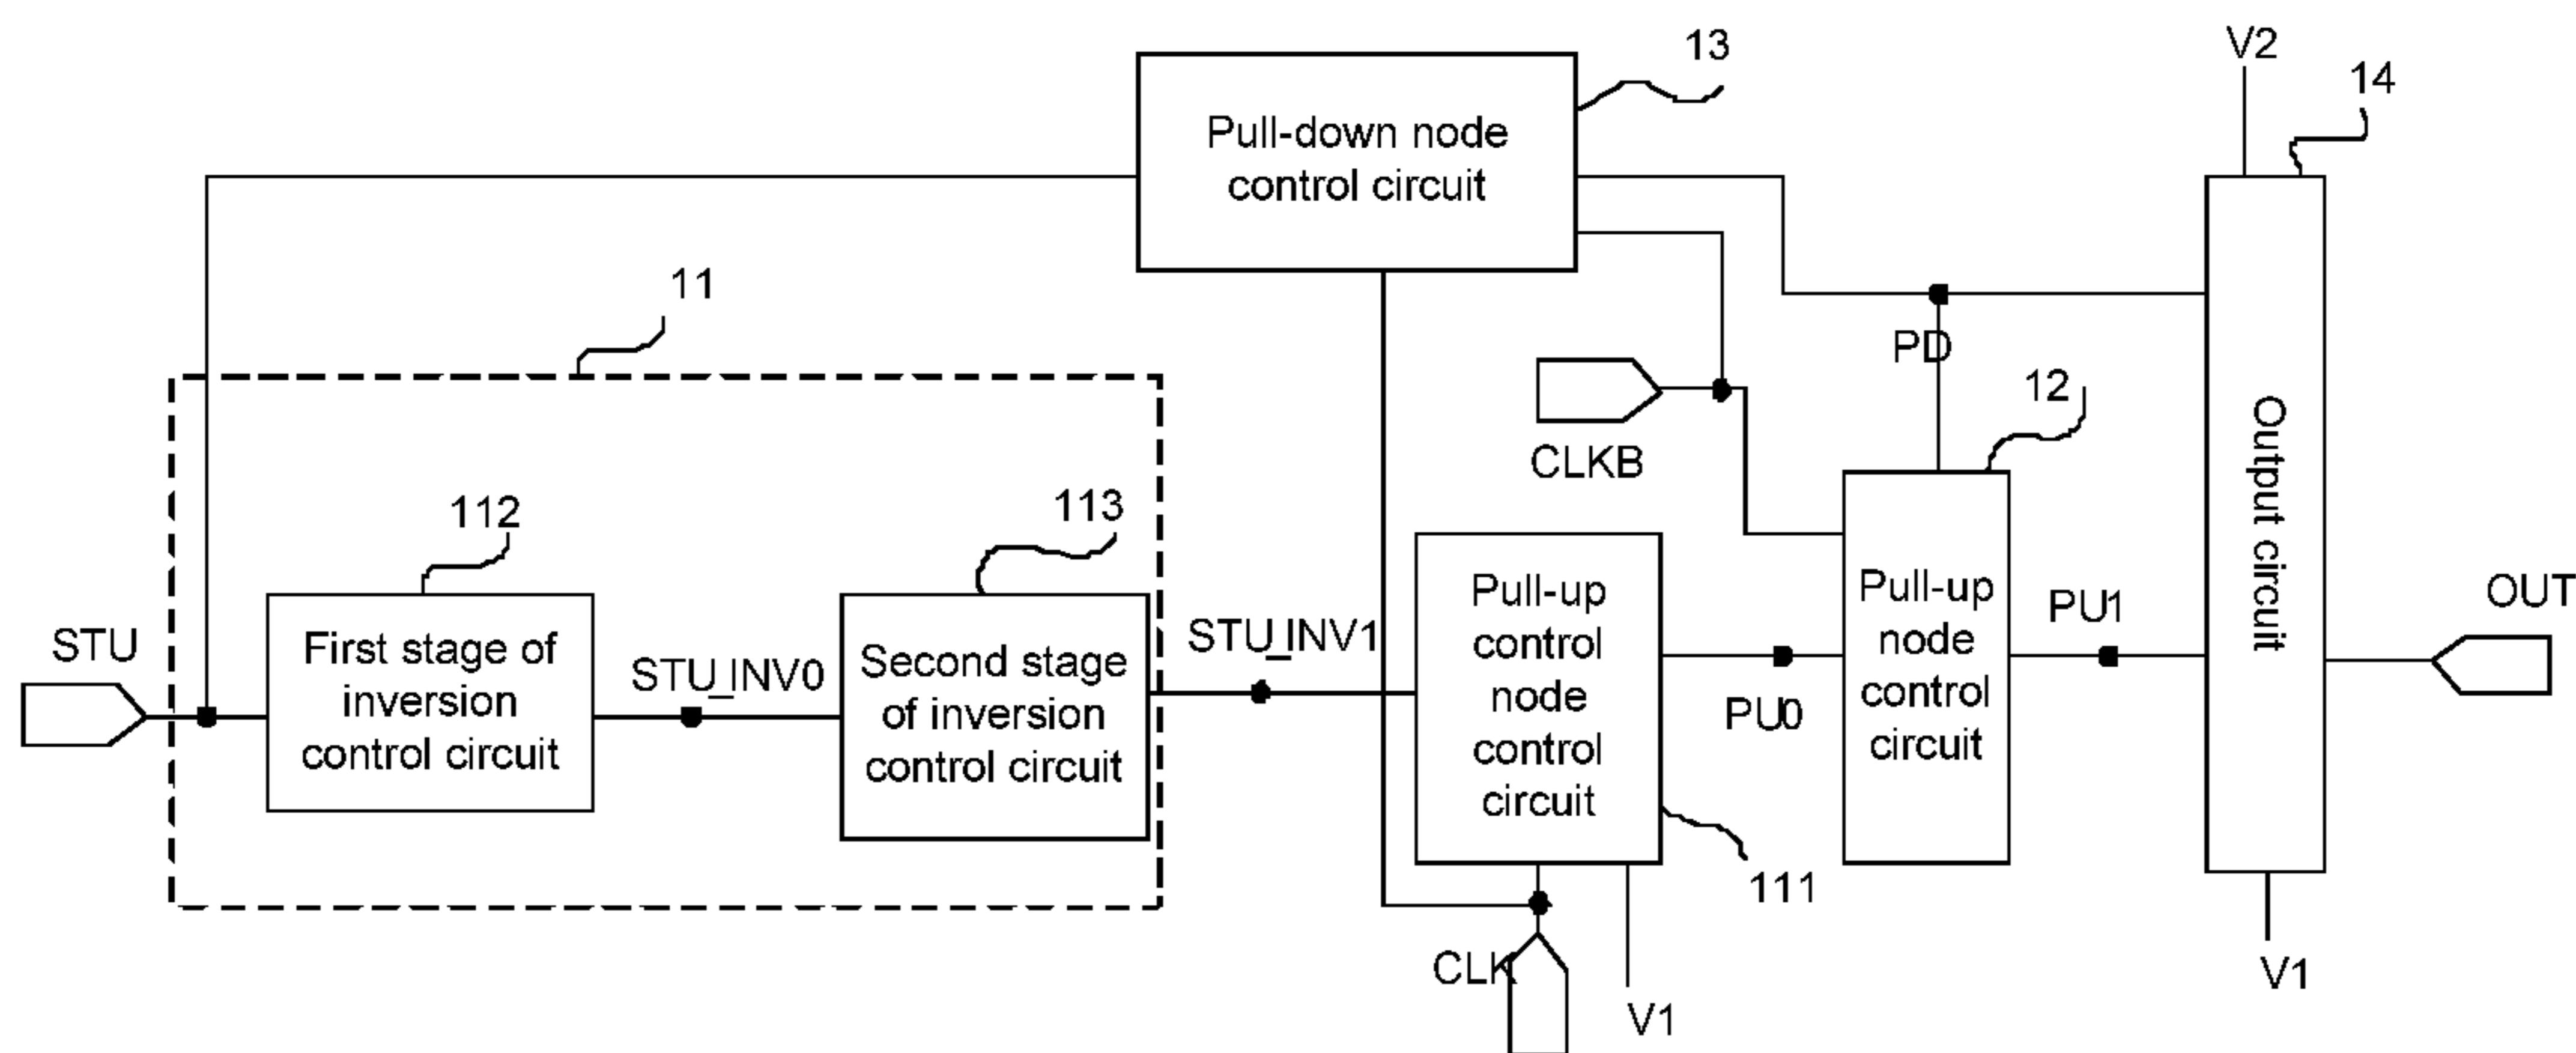 13
V2
14
Pull-down node
control circuit
11
PD
12
CLKB
112
113
Output circuit
OUT
STU
First stage of
inversion
control circuit
STU_INV0
Second stage
of inversion
control circuit
STU_INV1
Pull-up
control
node
control
circuit
PU0
Pull-up
node
control
circuit
PU1
111
CLK
V1
V1